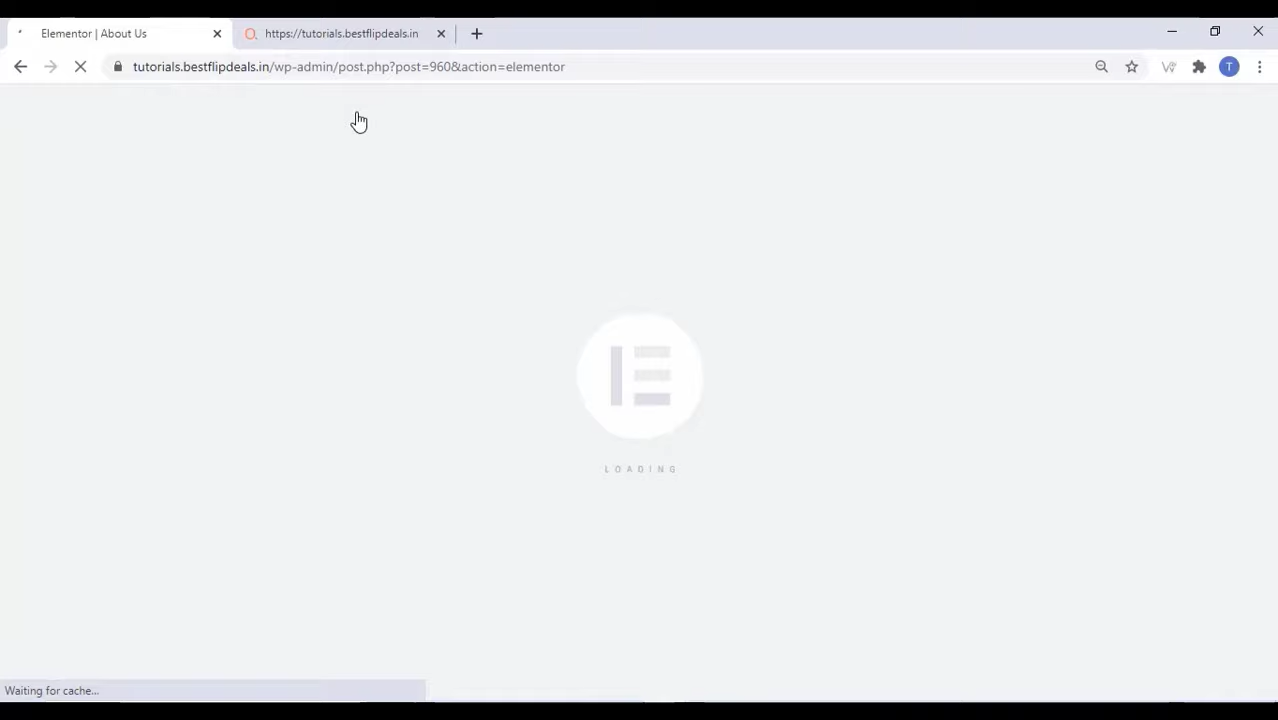 Elementor | About Us
https://tutorials.bestflipdeals.in
tutorials.bestflipdeals.in/wp-admin/post.php?post=960&action=elementor
T
LOADING
Waiting for cache...